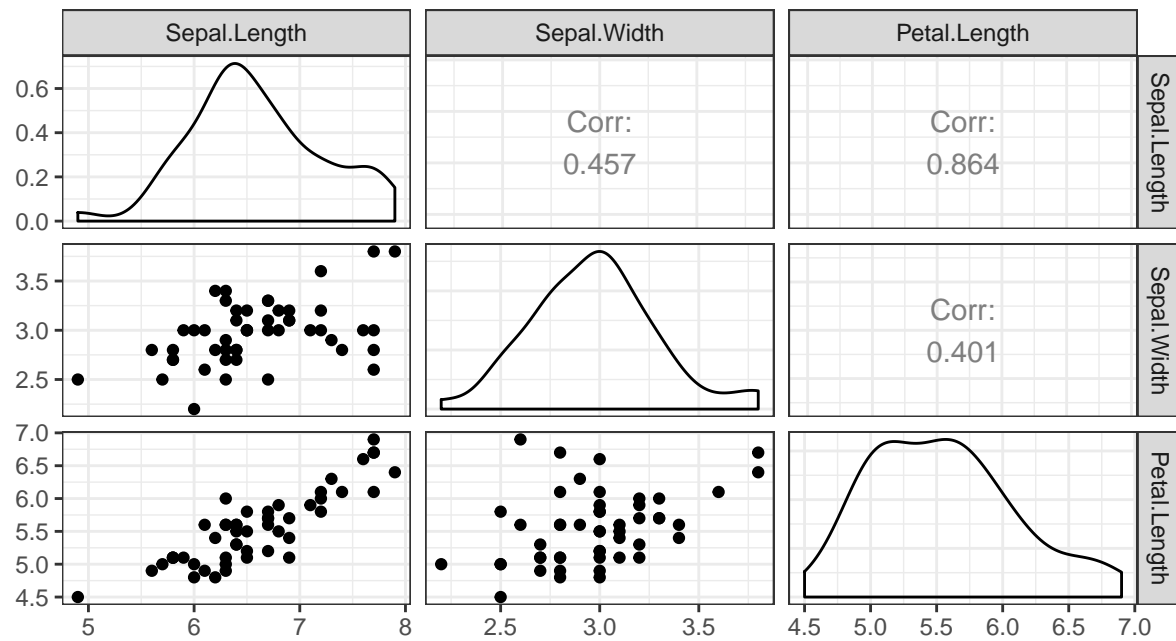 Sepal.Length
Sepal.Width
Petal.Length
0.6
0.4
0.2
0.0
Corr:
0.457
Corr:
0.864
Sepal.Length
3.5
3.0
2.5
Corr:
0.401
Sepal.Width
7.0
6.5
6.0
5.5
5.0
4.5
Petal.Length
5 6 7 8
2.5 3.0 3.5
4.5 5.0 5.5 6.0 6.5 7.0